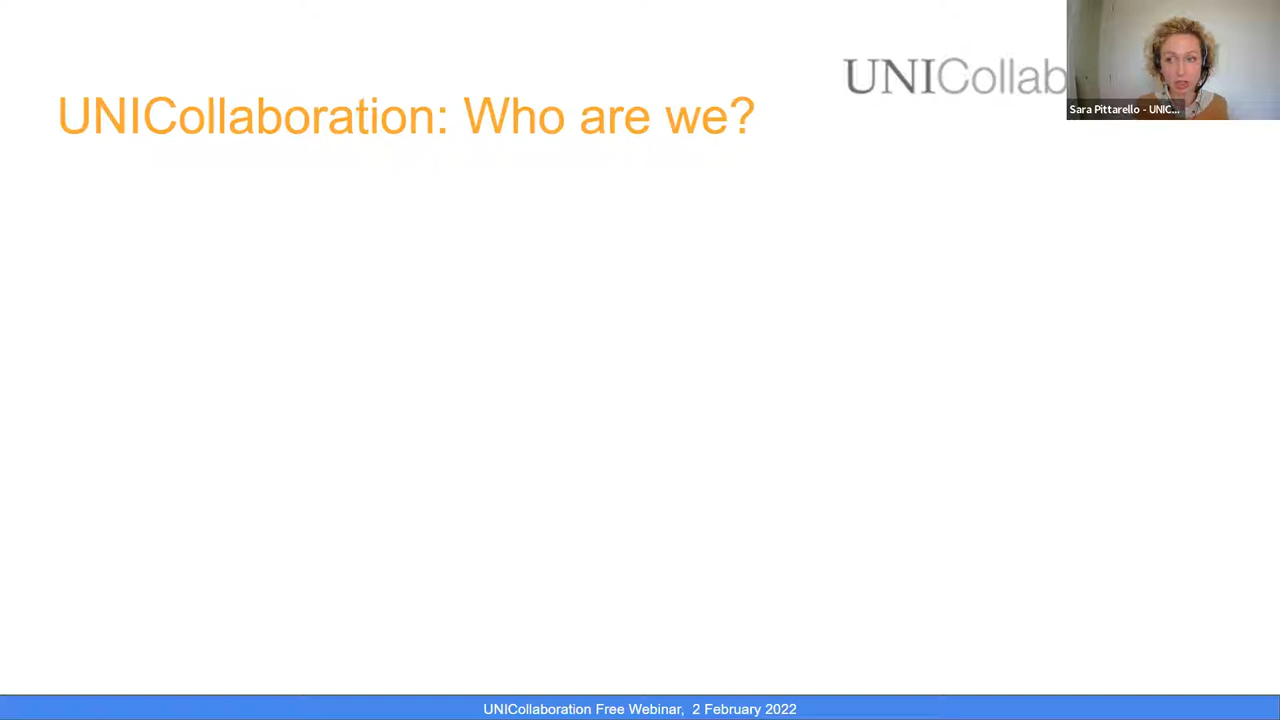 UNICollab
UNICollaboration: Who are we?
Sara Pittarello - UNIC...
UNICollaboration Free Webinar, 2 February 2022